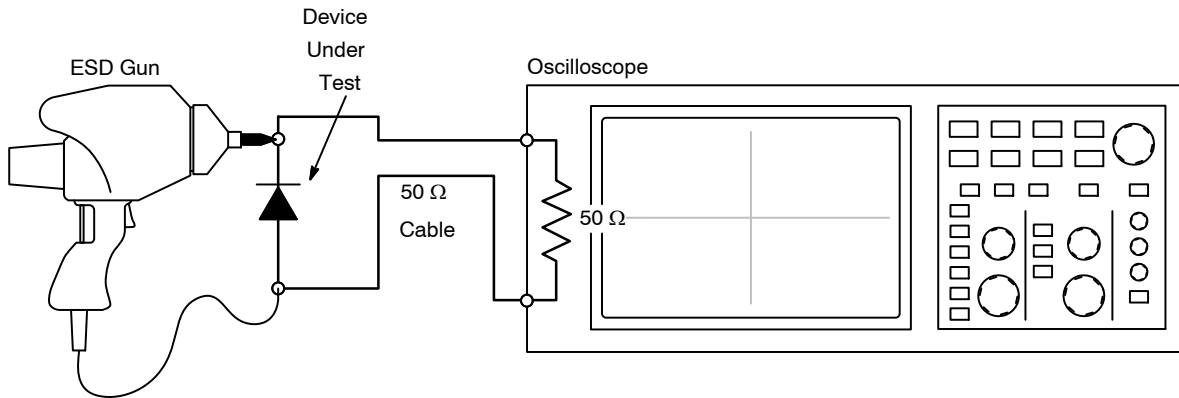 Device
Under
Test
ESD Gun
Oscilloscope
50 Ω
Cable
50 Ω